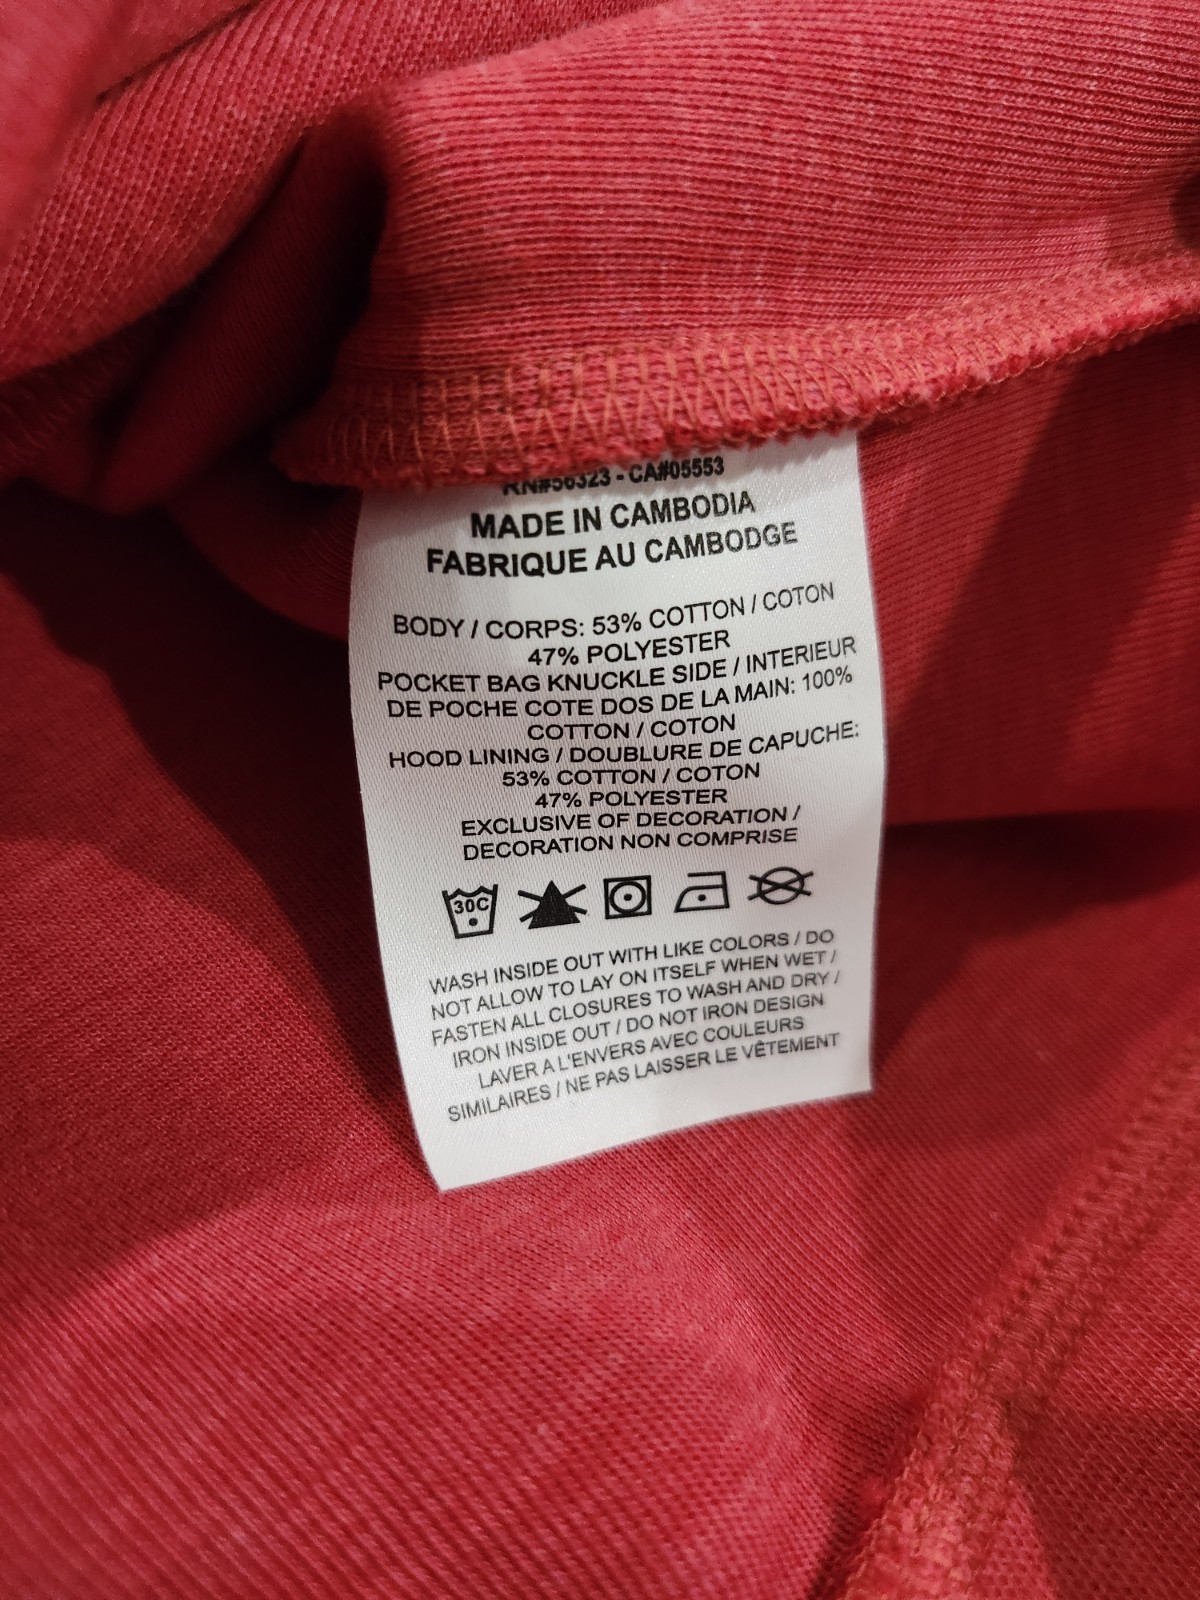 RN#56323 - CA#05553
MADE IN CAMBODIA
FABRIQUE AU CAMBODGE
BODY / CORPS: 53% COTTON / COTON
47% POLYESTER
POCKET BAG KNUCKLE SIDE / INTERIEUR
DE POCHE COTE DOS DE LA MAIN: 100%
COTTON / COTON
HOOD LINING / DOUBLURE DE CAPUCHE:
53% COTTON / COTON
47% POLYESTER
EXCLUSIVE OF DECORATION /
DECORATION NON COMPRISE
30C
WASH INSIDE OUT WITH LIKE COLORS / DO
NOT ALLOW TO LAY ON ITSELF WHEN WET /
FASTEN ALL CLOSURES TO WASH AND DRY /
IRON INSIDE OUT / DO NOT IRON DESIGN
LAVER A L'ENVERS AVEC COULEURS
SIMILAIRES / NE PAS LAISSER LE VÊTEMENT